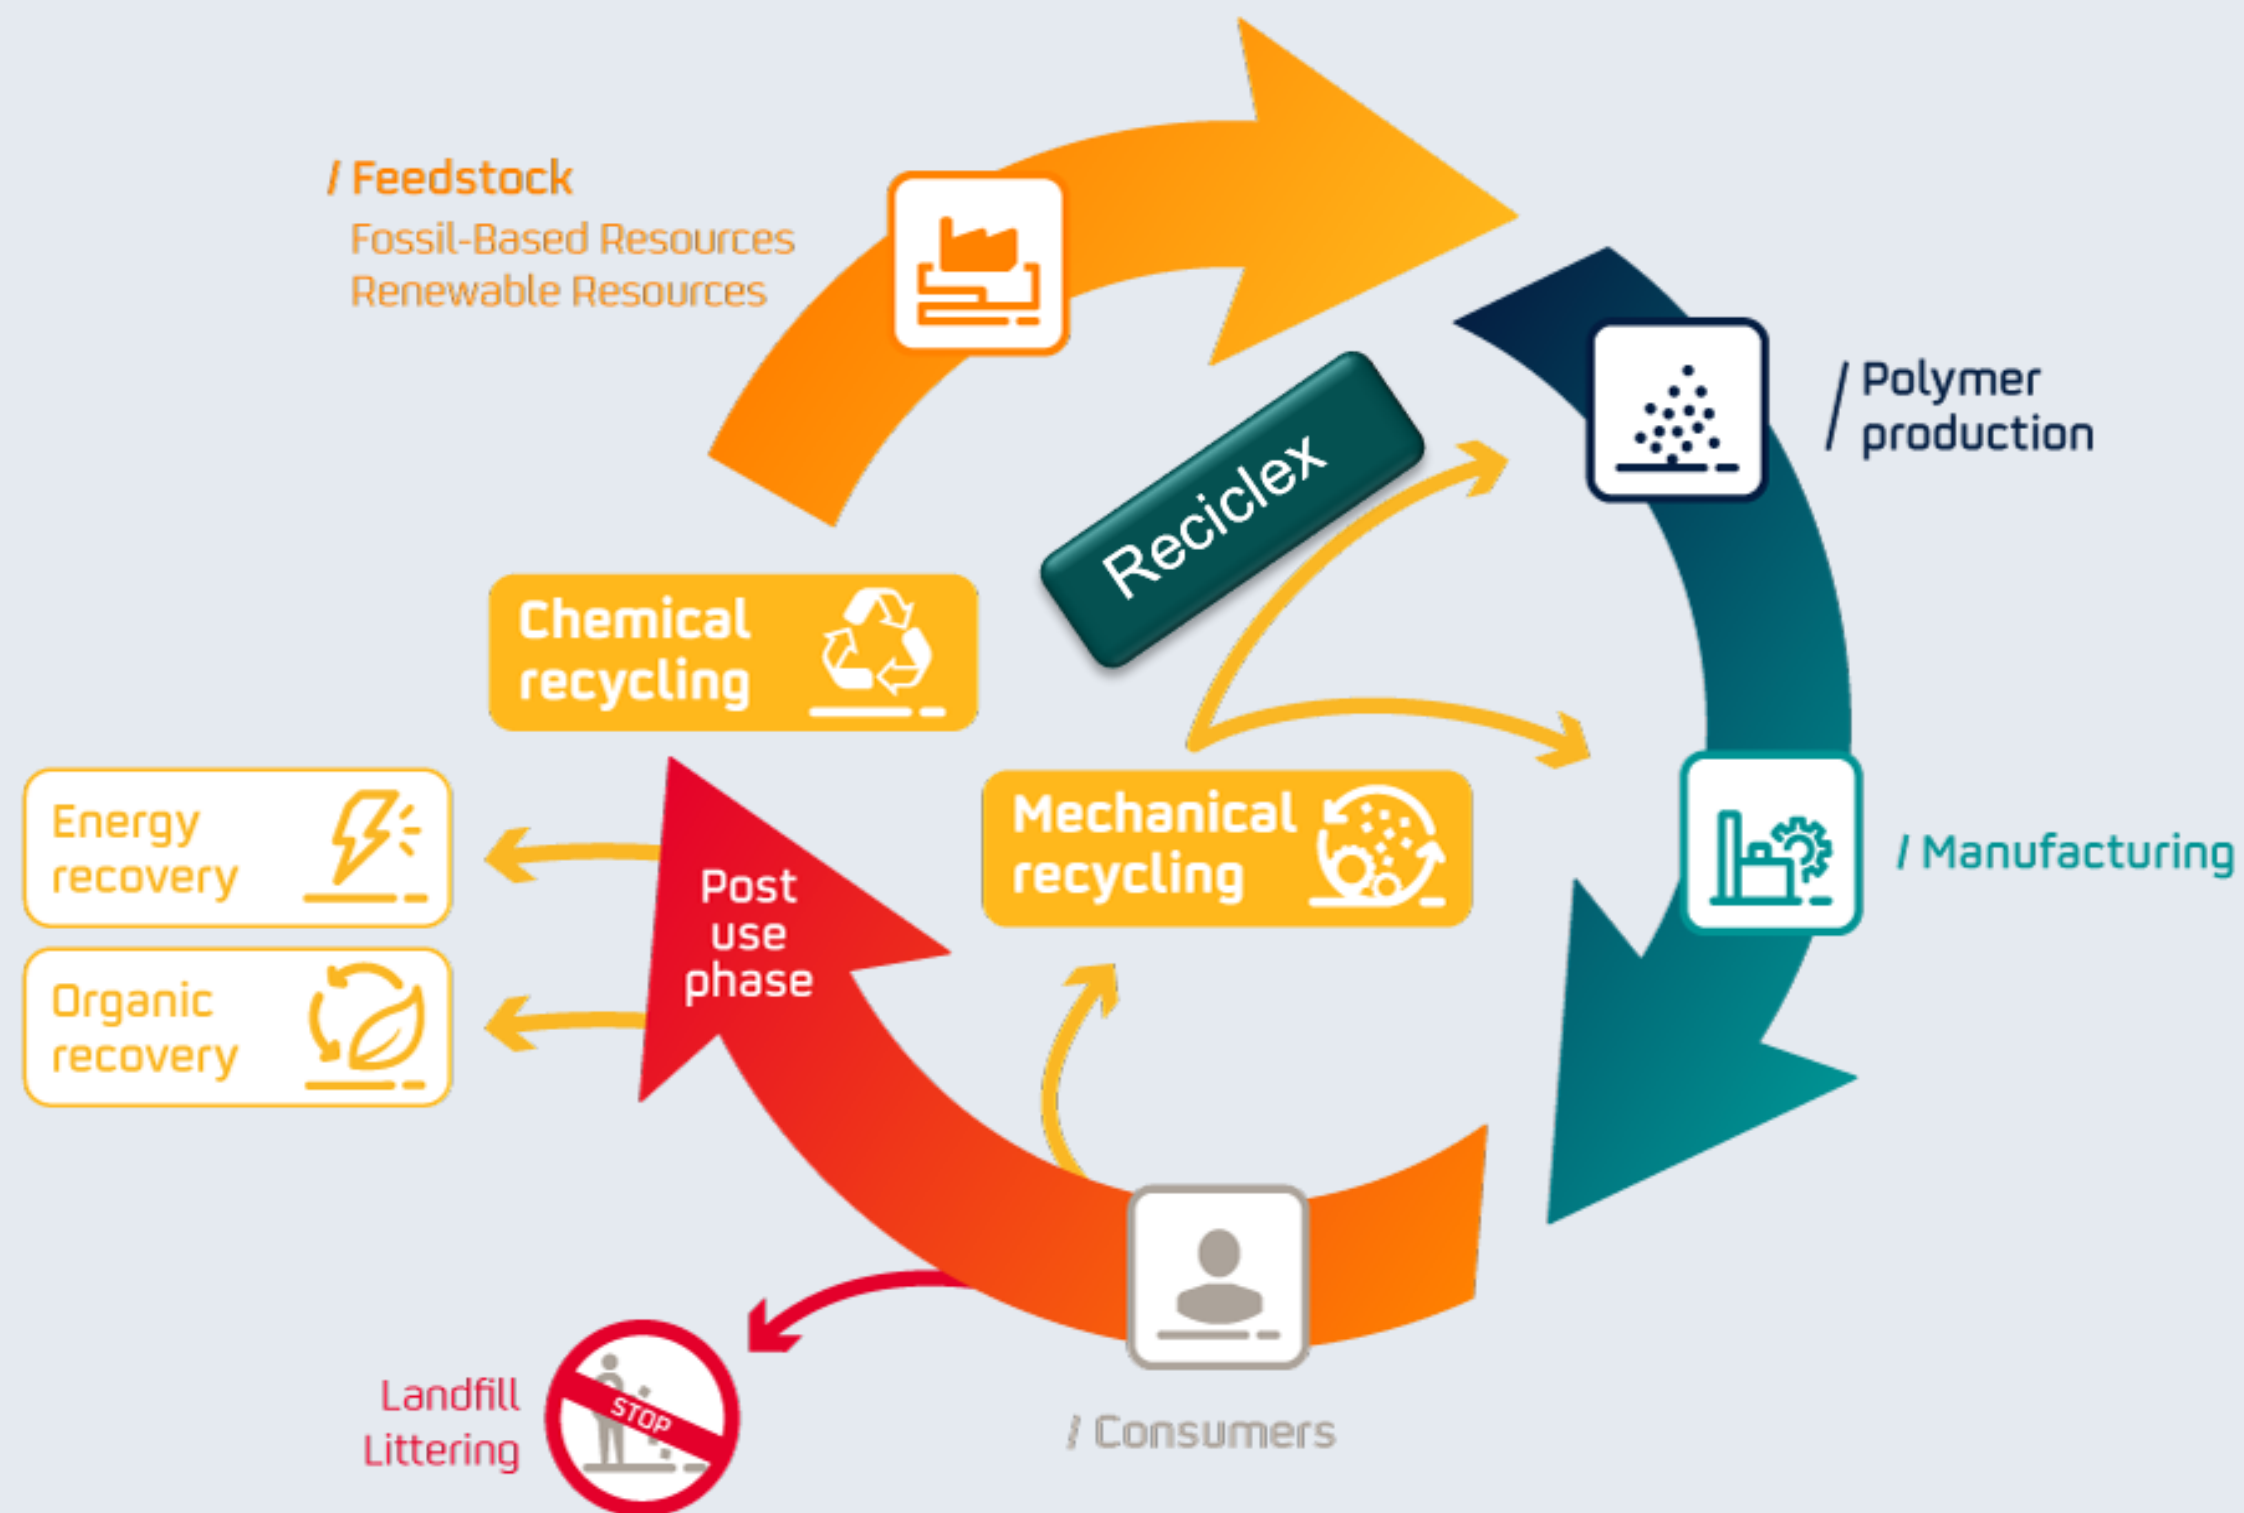 / Feedstock
Fossil-Based Resources
Renewable Resources
/ Polymer
production
Reciclex
Chemical
recycling
Mechanical
recycling
/ Manufacturing
Energy
recovery
Organic
recovery
Post
use
phase
Landfill
Littering
STOP
/ Consumers